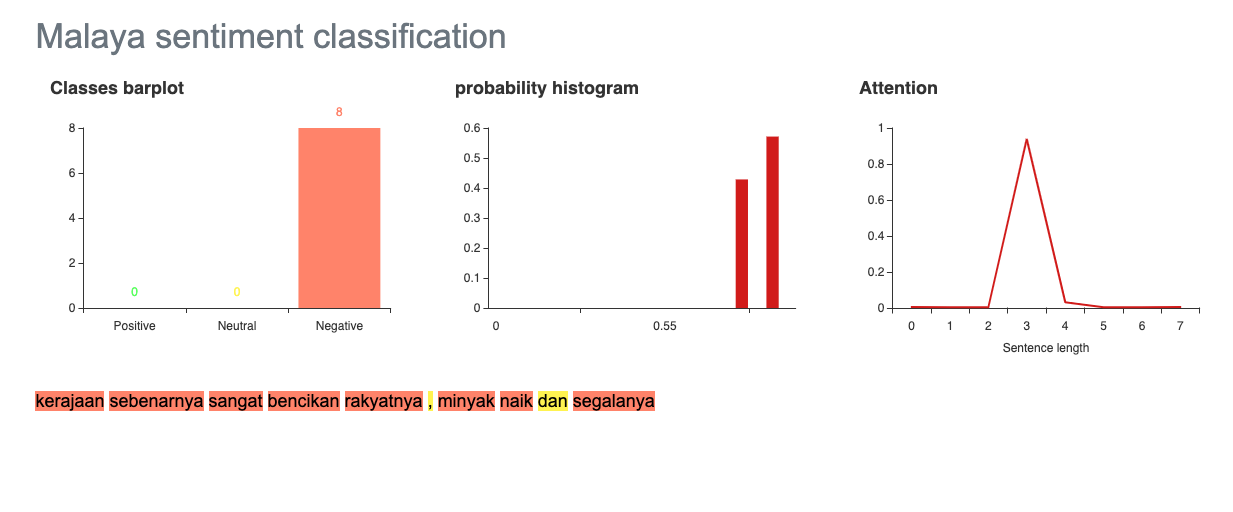 Malaya sentiment classification
Classes barplot
8
8
6
4
2
0
0
0
Positive Neutral Negative
probability histogram
0.6
0.5
0.4
0.3
0.2
0.1
0
0 0.55
Attention
1
0.8
0.6
0.4
0.2
0
0 1 2 3 4 5 6 7
Sentence length
kerajaan sebenarnya sangat bencikan rakyatnya , minyak naik dan segalanya